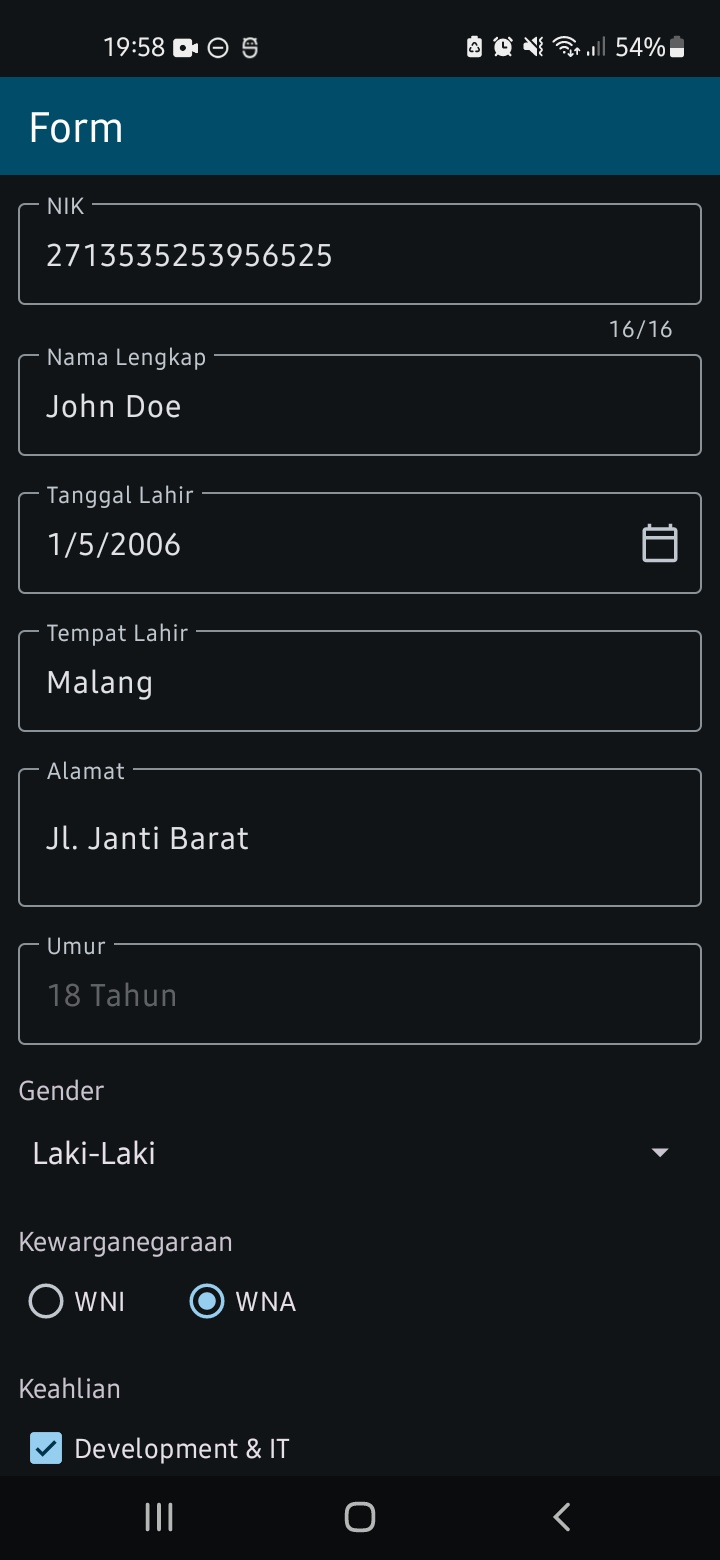 19:58 54%
Form
NIK
2713535253956525
16/16
Nama Lengkap
John Doe
Tanggal Lahir
1/5/2006
Tempat Lahir
Malang
Alamat
Jl. Janti Barat
Umur
18 Tahun
Gender
Laki-Laki
Kewarganegaraan
WNI WNA
Keahlian
Development & IT